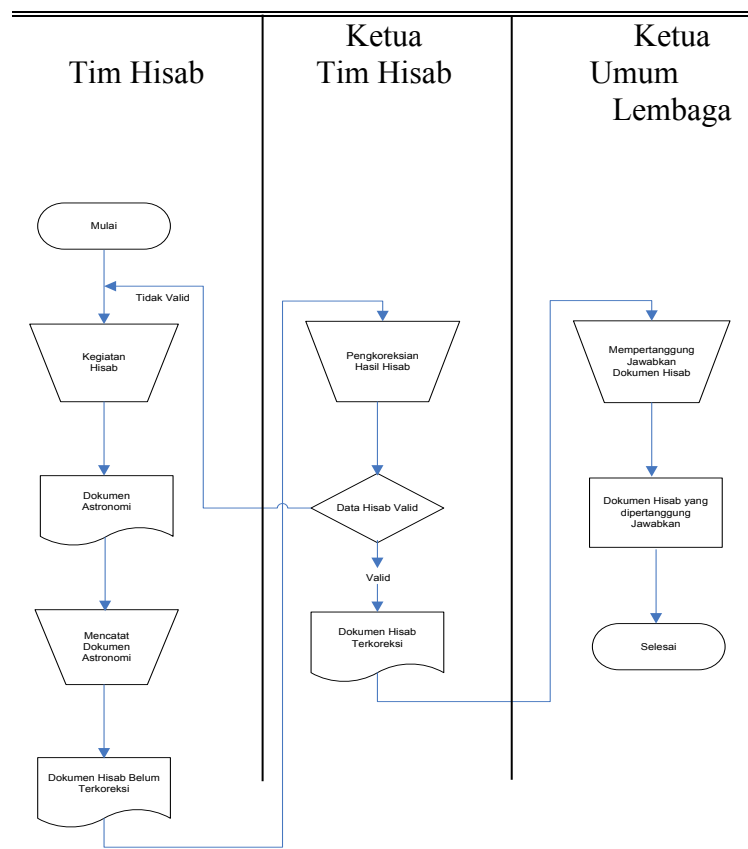 Tim Hisab
Ketua
Tim Hisab
Ketua
Umum
Lembaga
Mulai
Tidak Valid
Kegiatan
Hisab
Dokumen
Astronomi
Mencatat
Dokumen
Astronomi
Dokumen Hisab Belum
Terkoreksi
Pengkoreksian
Hasil Hisab
Data Hisab Valid
Valid
Dokumen Hisab
Terkoreksi
Mempertanggung
Jawabkan
Dokumen Hisab
Dokumen Hisab yang
dipertanggung
Jawabkan
Selesai